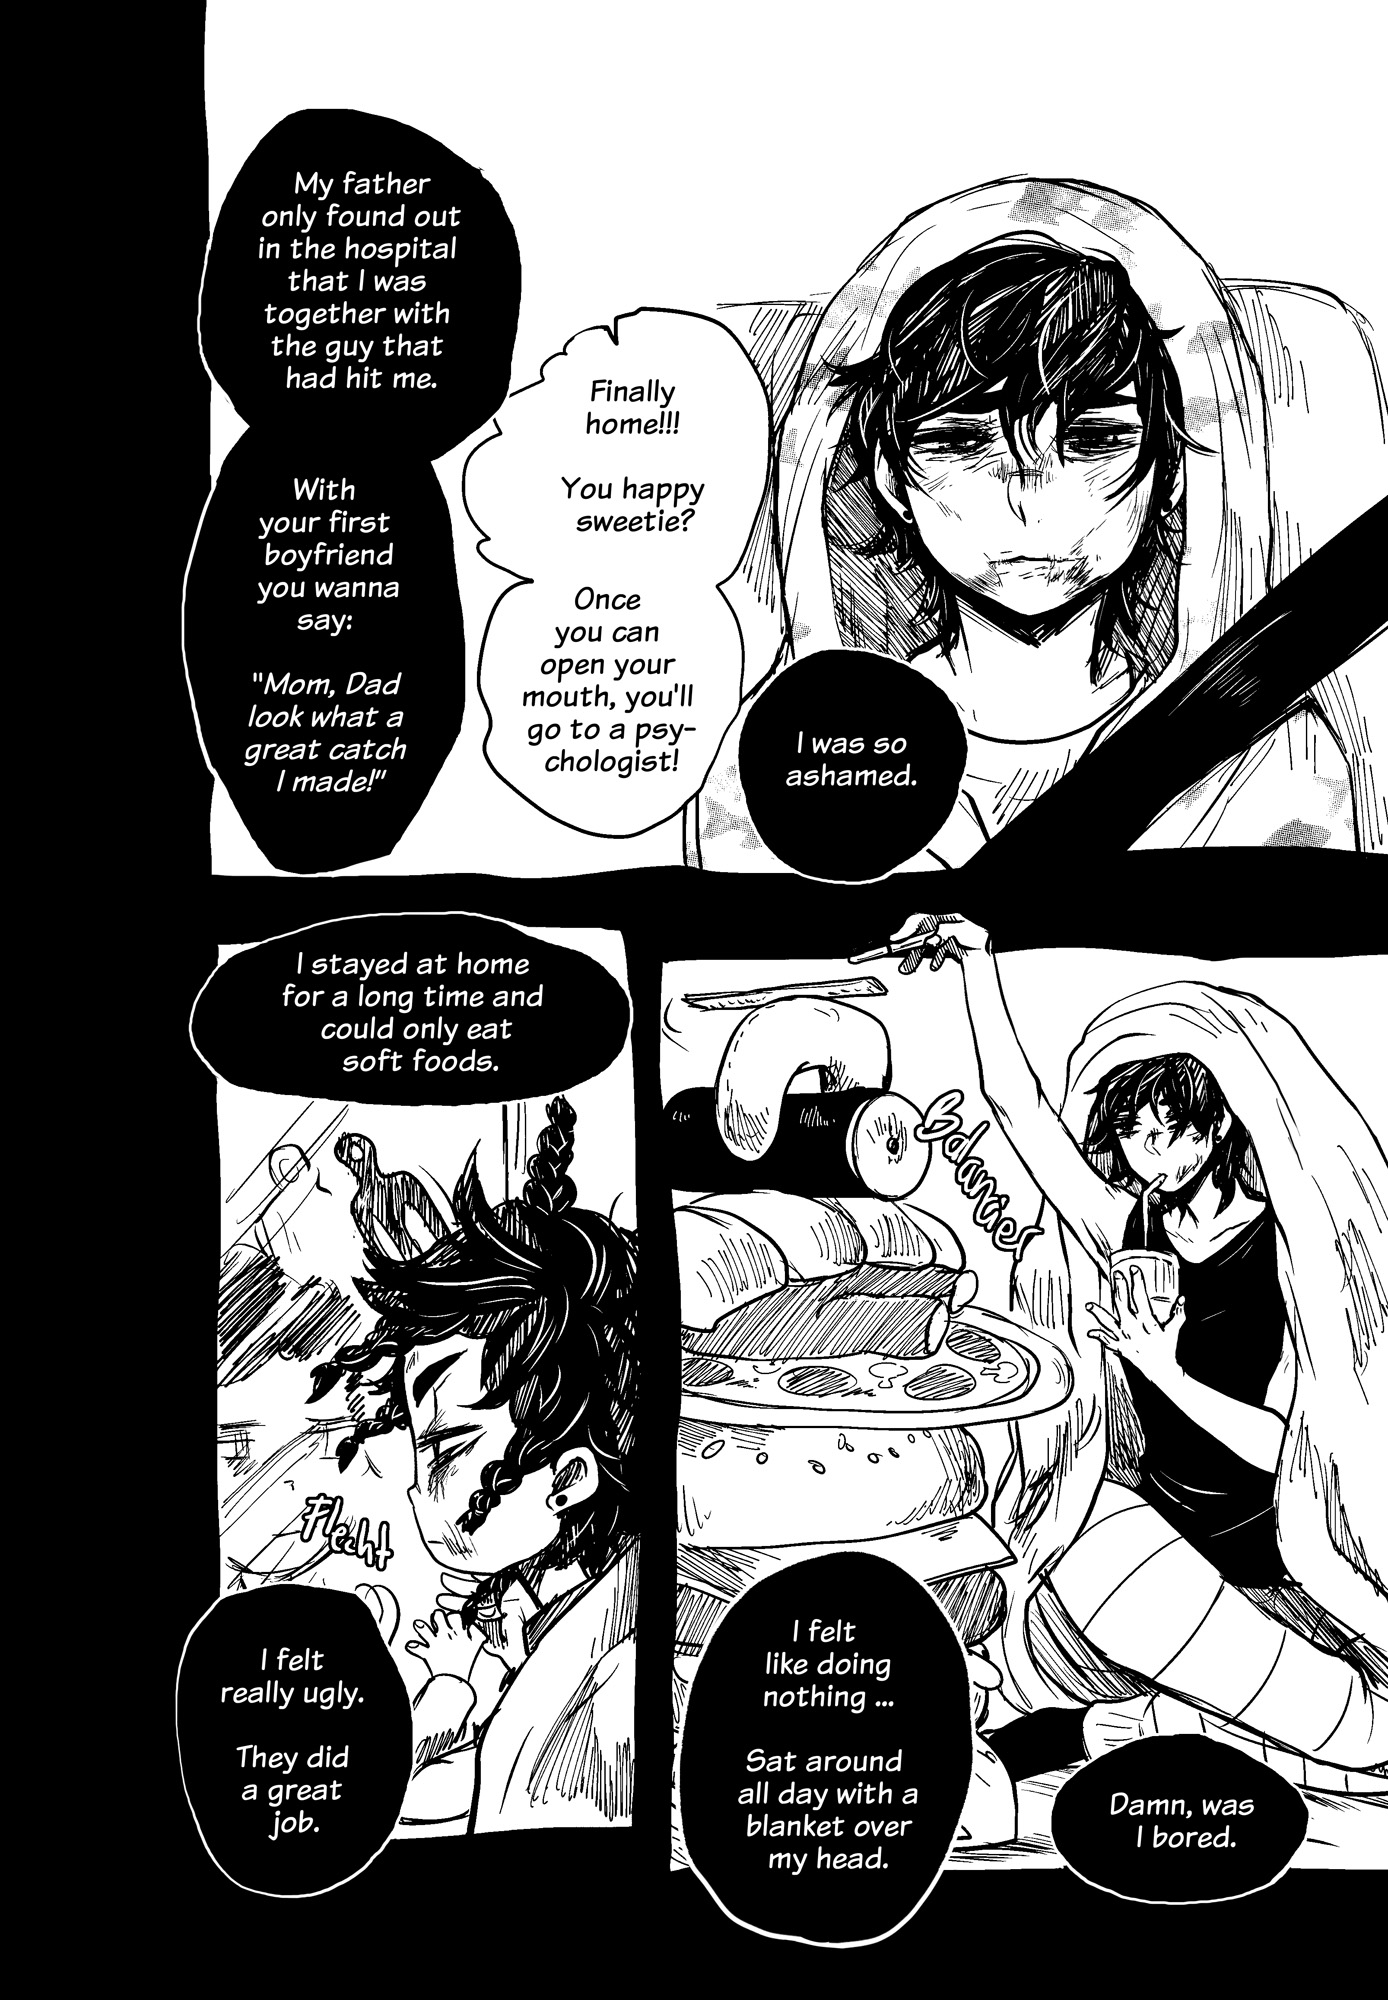 My father
only found out
in the hospital
that I was
together with
the guy that
had hit me.
With
your first
boyfriend
you wanna
say:
"Mom, Dad
look what a
great catch
I made!"
Finally
home!!!
You happy
sweetie?
Once
you can
open your
mouth, you'll
go to a psy-
chologist!
I was so
ashamed.
I stayed at home
for a long time and
could only eat
soft foods.
Flecht
I felt
really ugly.
They did
a great
job.
Balancier
I felt
like doing
nothing ...
Sat around
all day with a
blanket over
my head.
Damn, was
I bored.